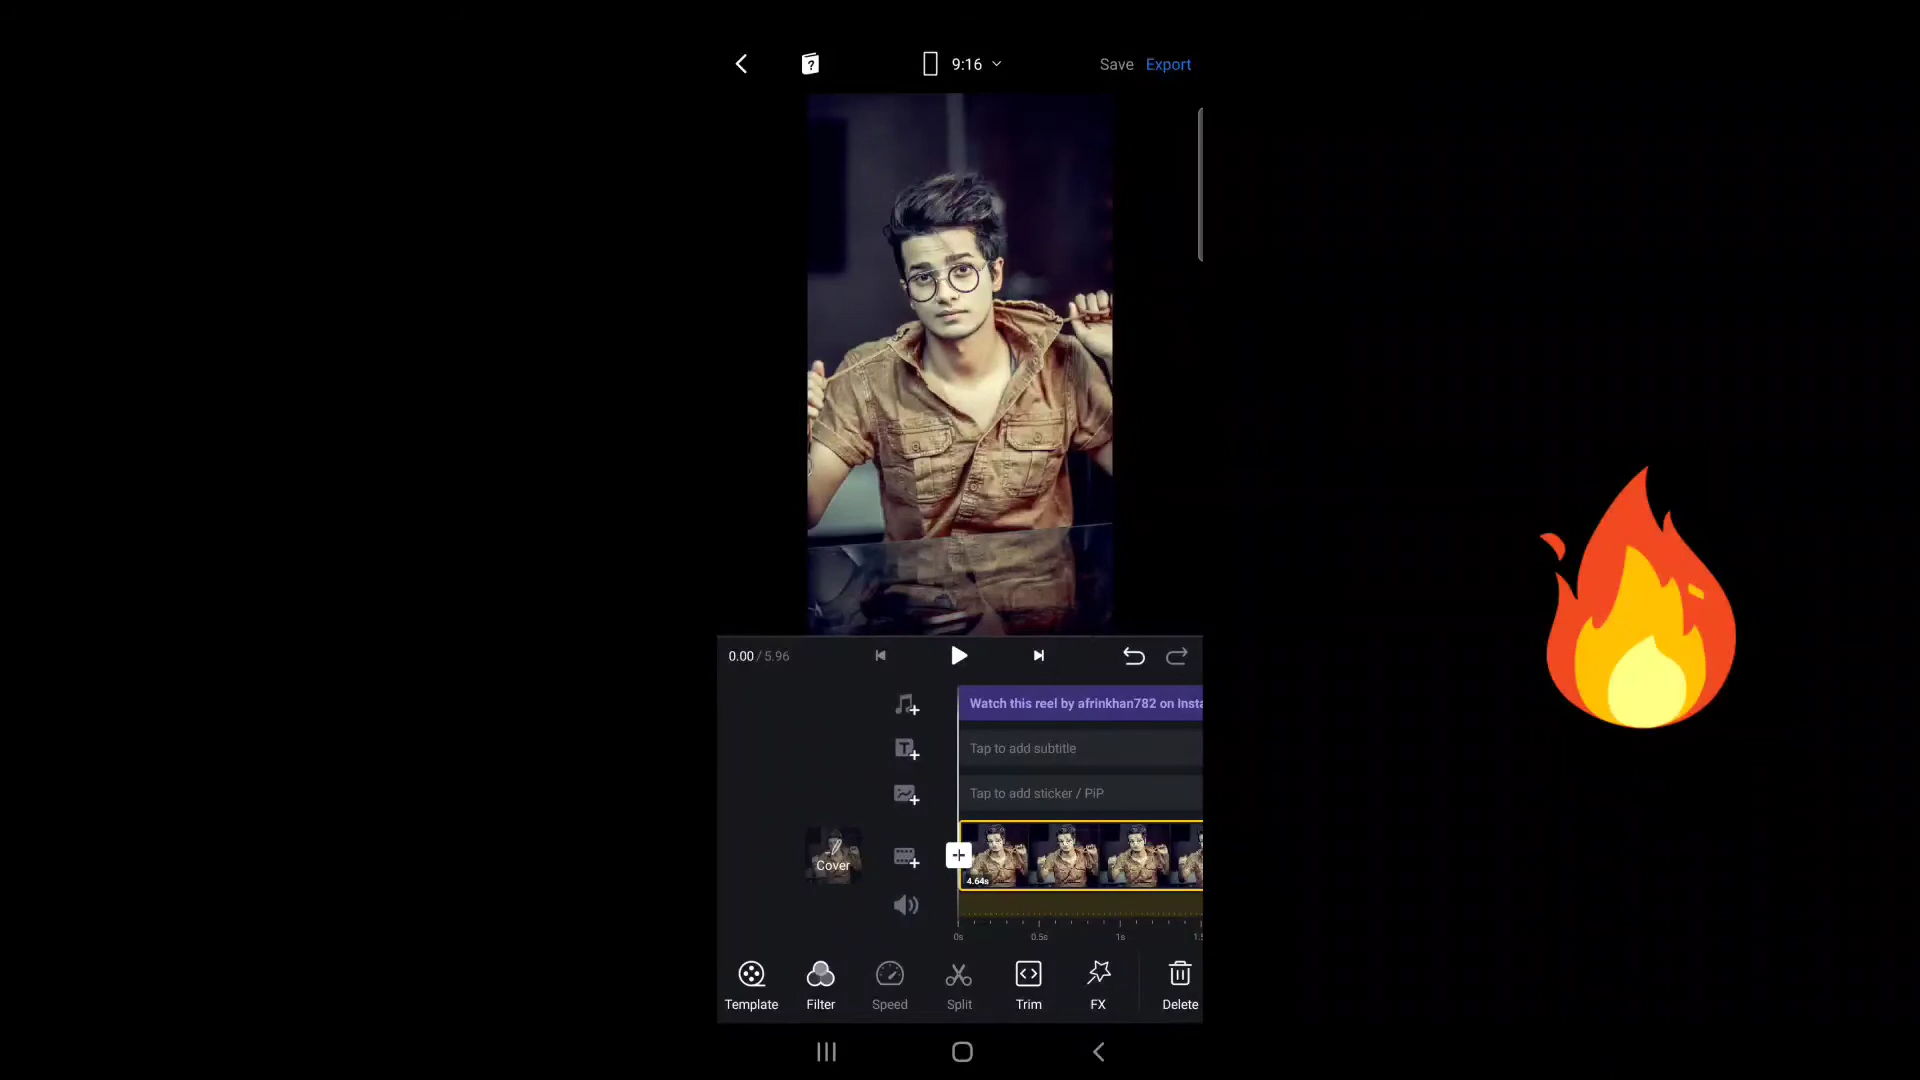 9:16
Save Export
0.00 / 5.96
Watch this reel by afrinkhan782 on Insta
Tap to add subtitle
Tap to add sticker / PiP
Cover
4.64s
0s 0.5s 1s 1.5
Template Filter Speed Split Trim FX Delete